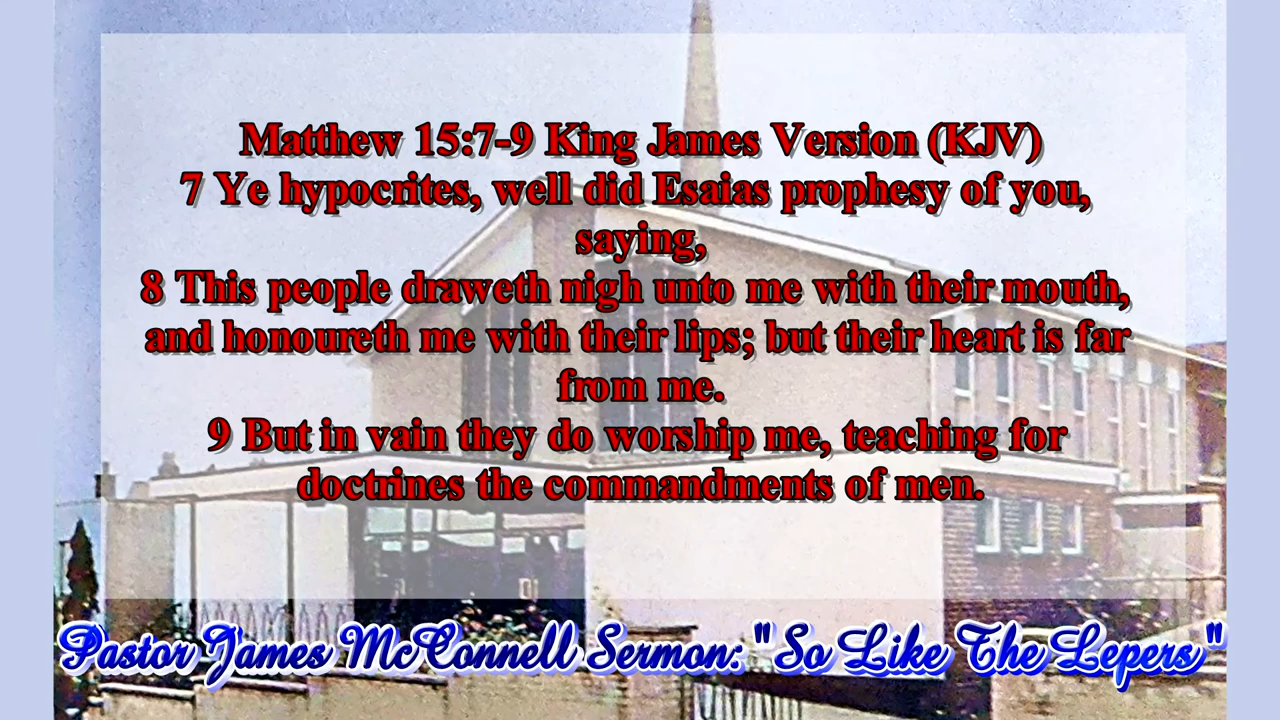 Matthew 15:7-9 King James Version (KJV)
7 Ye hypocrites, well did Esaias prophesy of you,
saying,
8 This people draweth nigh unto me with their mouth,
and honoureth me with their lips; but their heart is far
from me.
9 But in vain they do worship me, teaching for
doctrines the commandments of men.
Pastor James McConnell Sermon: "So Like The Lepers "